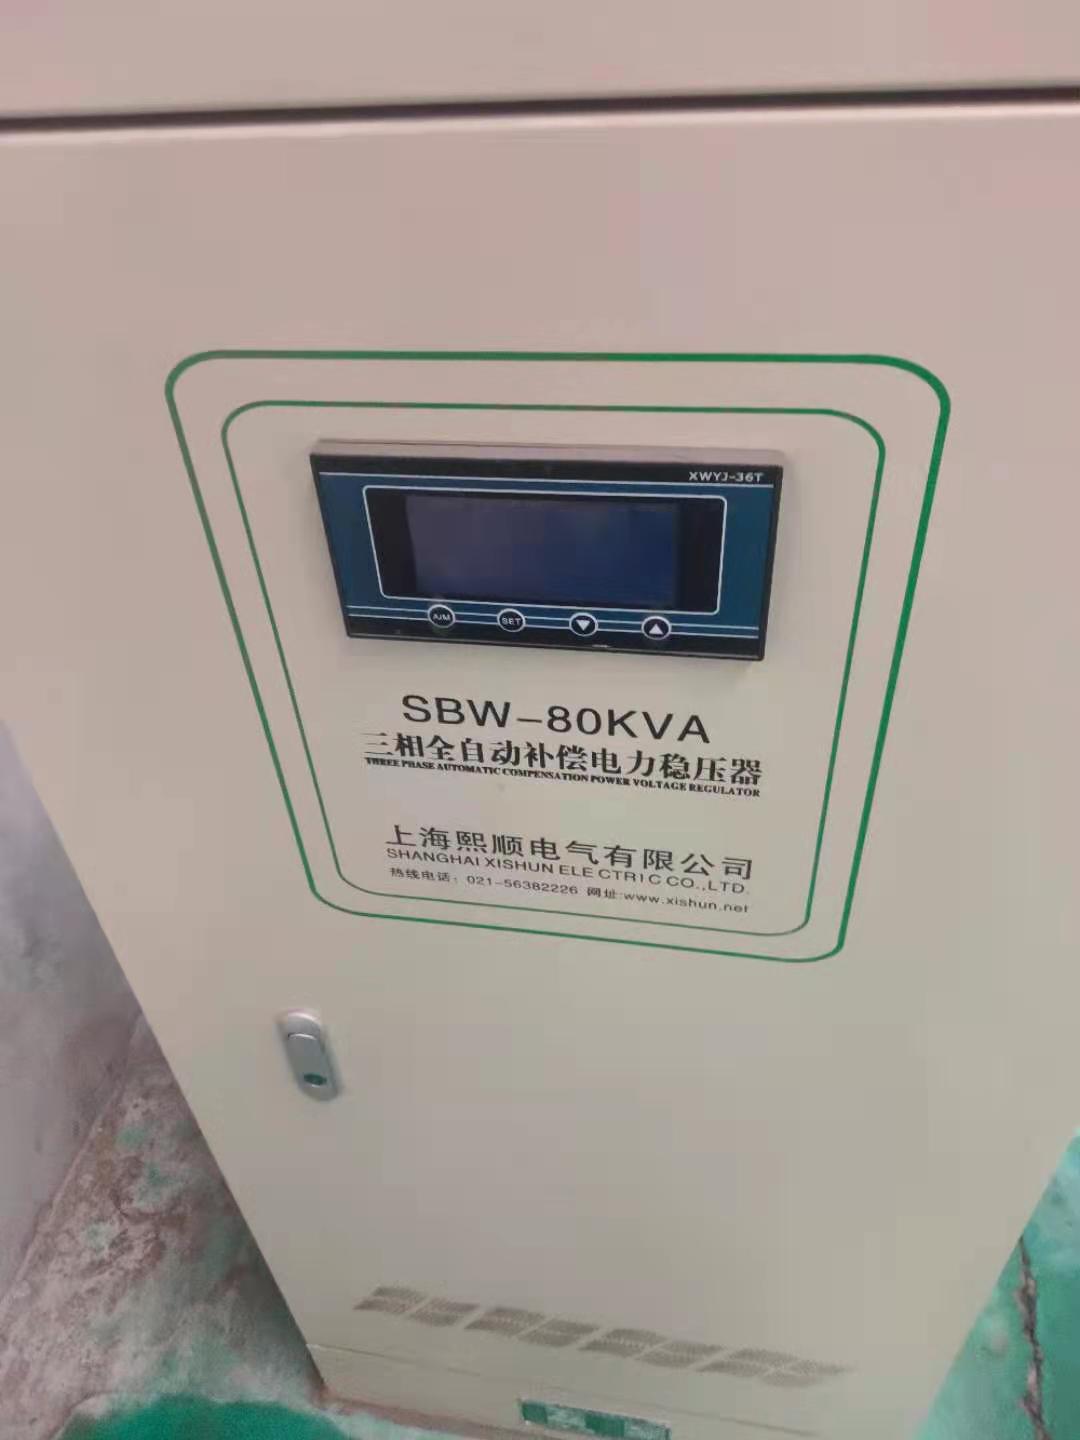 XWYJ-36T
A/M SET
SBW-80KVA
三相全自动补偿电力稳压器
THREE PHASE AUTOMATIC COMPENSATION POWER VOLTAGE REGULATOR
上海熙顺电气有限公司
SHANGHAI XISHUN ELECTRIC CO.,LTD.
热线电话：021-56382226 网址:www.xishun.net